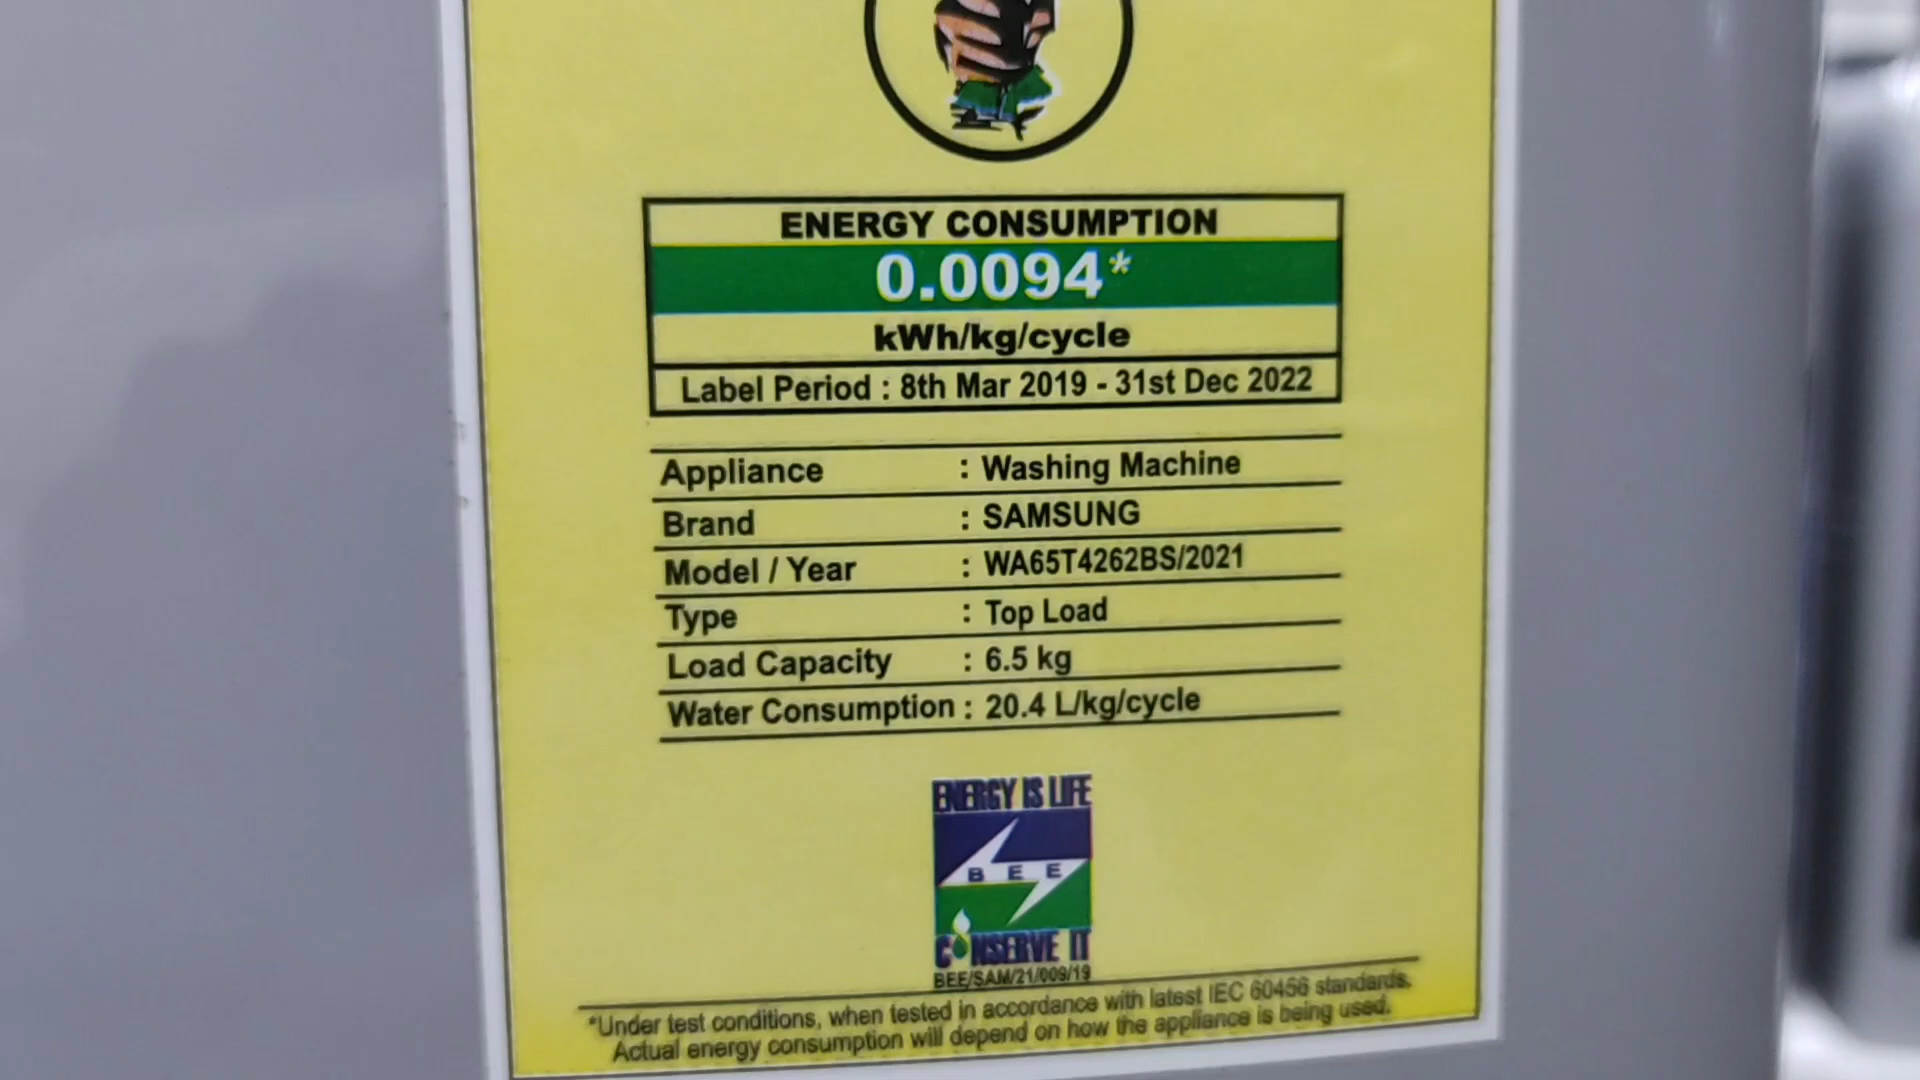 ENERGY CONSUMPTION
0.0094*
kWh/kg/cycle
Label Period : 8th Mar 2019 - 31st Dec 2022
Appliance : Washing Machine
Brand : SAMSUNG
Model / Year : WA65T4262BS/2021
Type : Top Load
Load Capacity : 6.5 kg
Water Consumption : 20.4 L/kg/cycle
ENERGY IS LIFE
BEE
CONSERVE IT
BEE/SAM/21/009/19
*Under test conditions, when tested in accordance with latest IEC 60456 standards.
Actual energy consumption will depend on how the appliance is being used.